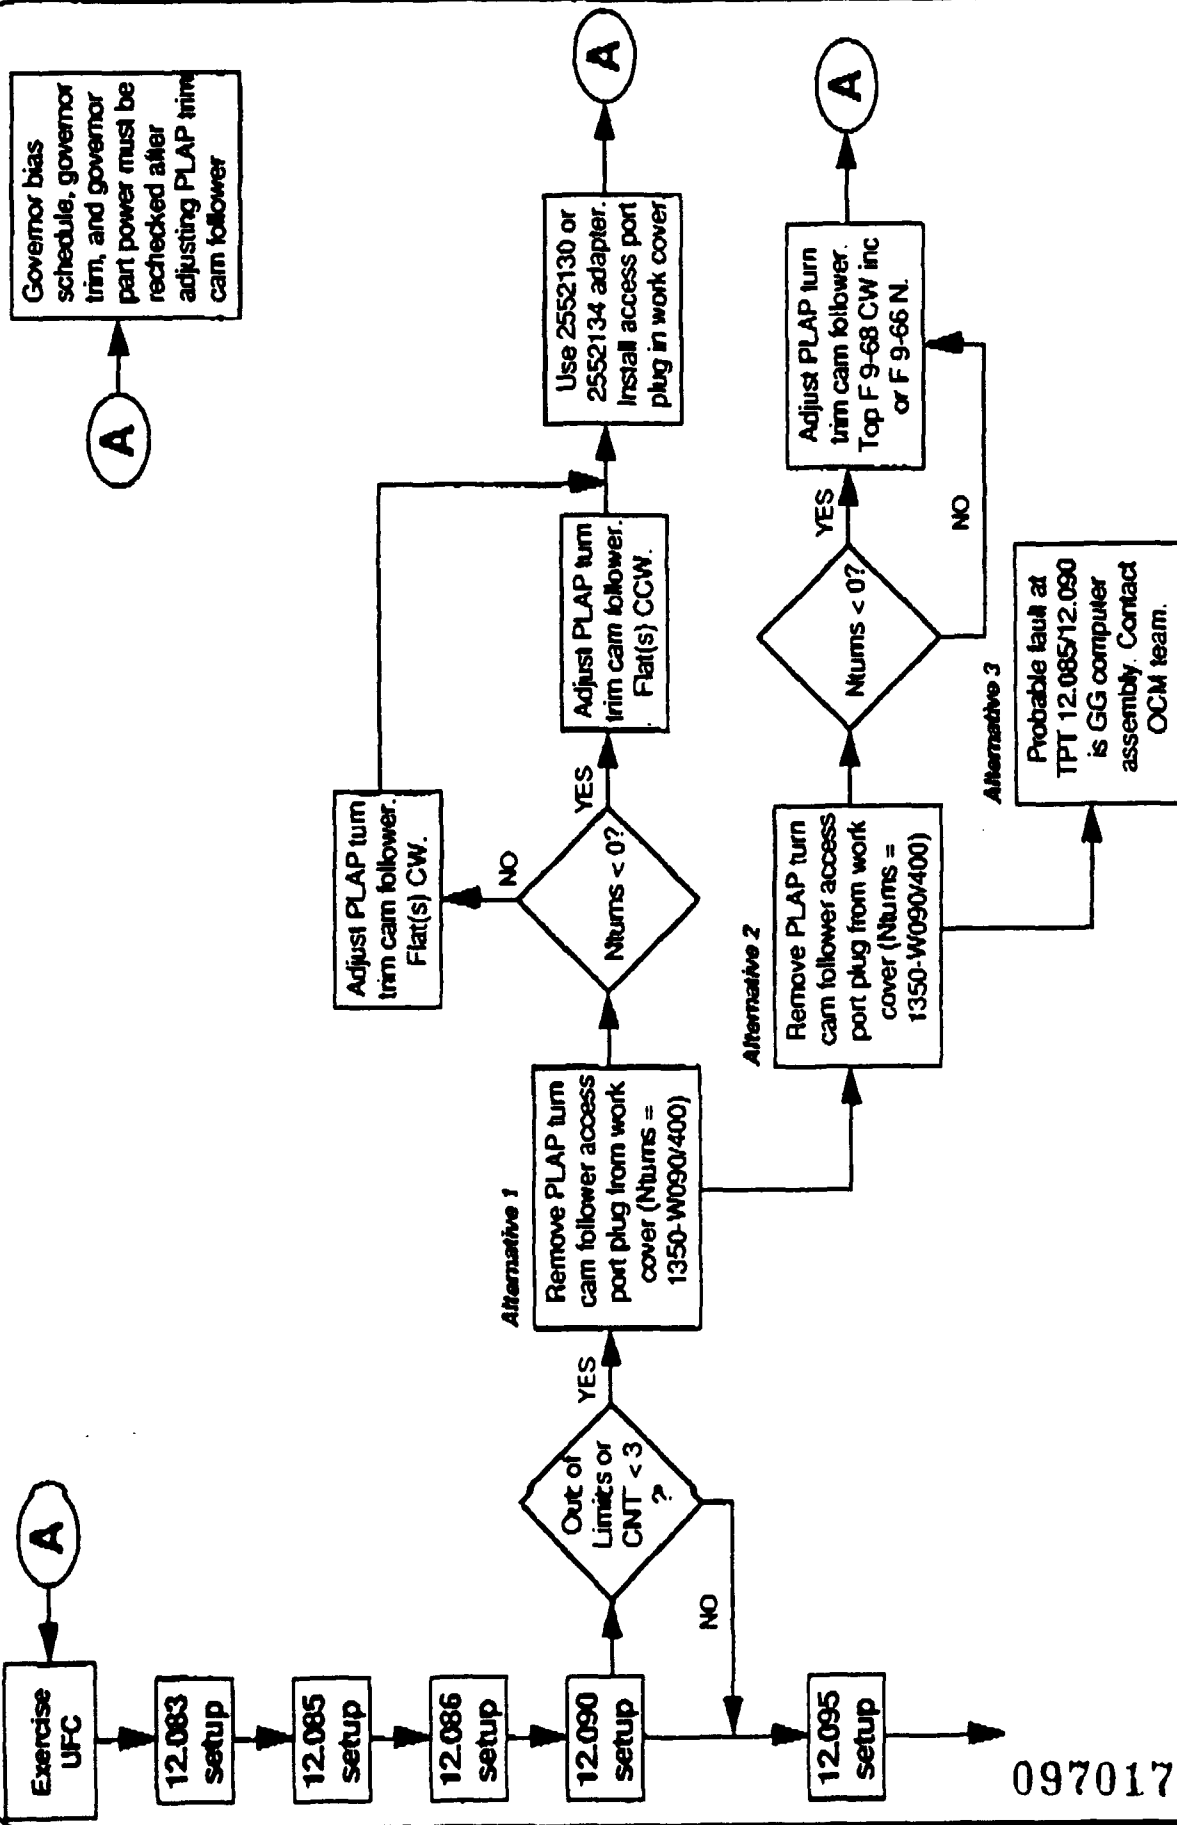 Exercise
UFC
A
12.083
setup
12.085
setup
12.086
setup
12.090
setup
12.095
setup
Out of
Limits or
CNT < 3
?
YES
NO
Alternative 1
Remove PLAP turn
cam follower access
port plug from work
cover (Nturns =
1350-W090/400)
Nturns < 0?
NO
YES
Adjust PLAP turn
trim cam follower.
Flat(s) CW.
Adjust PLAP turn
trim cam follower.
Flat(s) CCW.
Use 2552130 or
2552134 adapter.
Install access port
plug in work cover
A
Alternative 2
Remove PLAP turn
cam follower access
port plug from work
cover (Nturns =
1350-W090/400)
Nturns < 0?
YES
NO
Adjust PLAP turn
trim cam follower.
Top F 9-68 CW inc
or F 9-66 N.
A
Alternative 3
Probable fault at
TPT 12.085/12.090
is GG computer
assembly. Contact
OCM team.
A
Governor bias
schedule, governor
trim, and governor
part power must be
rechecked after
adjusting PLAP trim
cam follower
097017